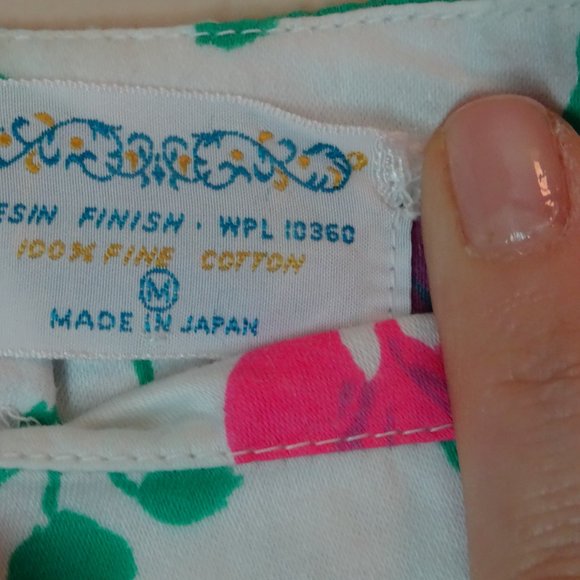 ESIN FINISH · WPL 10360
100% FINE COTTON
M
MADE IN JAPAN